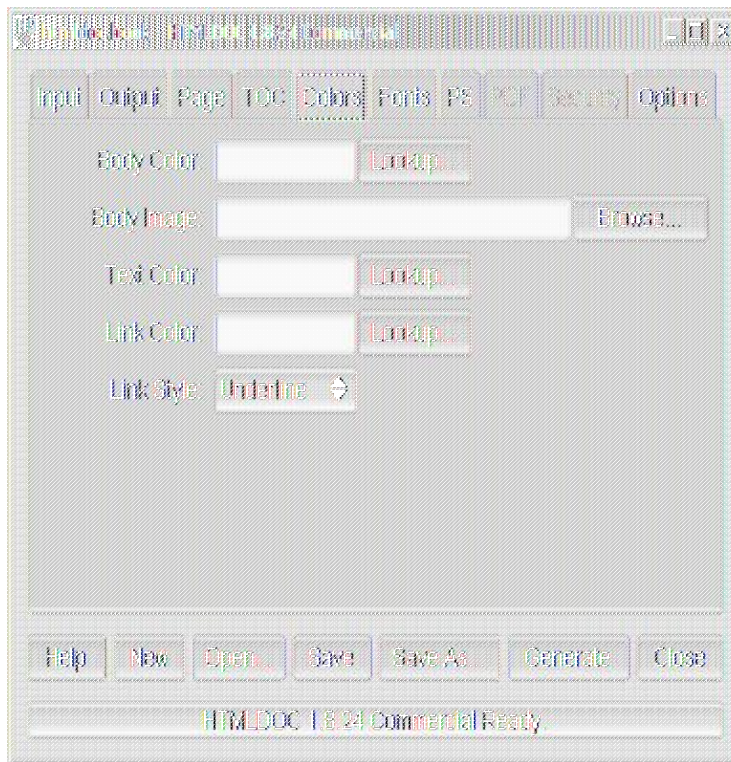 HTMLDOC 1.8.24 Commercial
Input Output Page TOC Colors Fonts PS PDF Security Options
Body Color: Lookup...
Body Image: Browse...
Text Color: Lookup...
Link Color: Lookup...
Link Style: Underline
Help New Open... Save Save As... Generate Close
HTMLDOC 1.8.24 Commercial Ready.